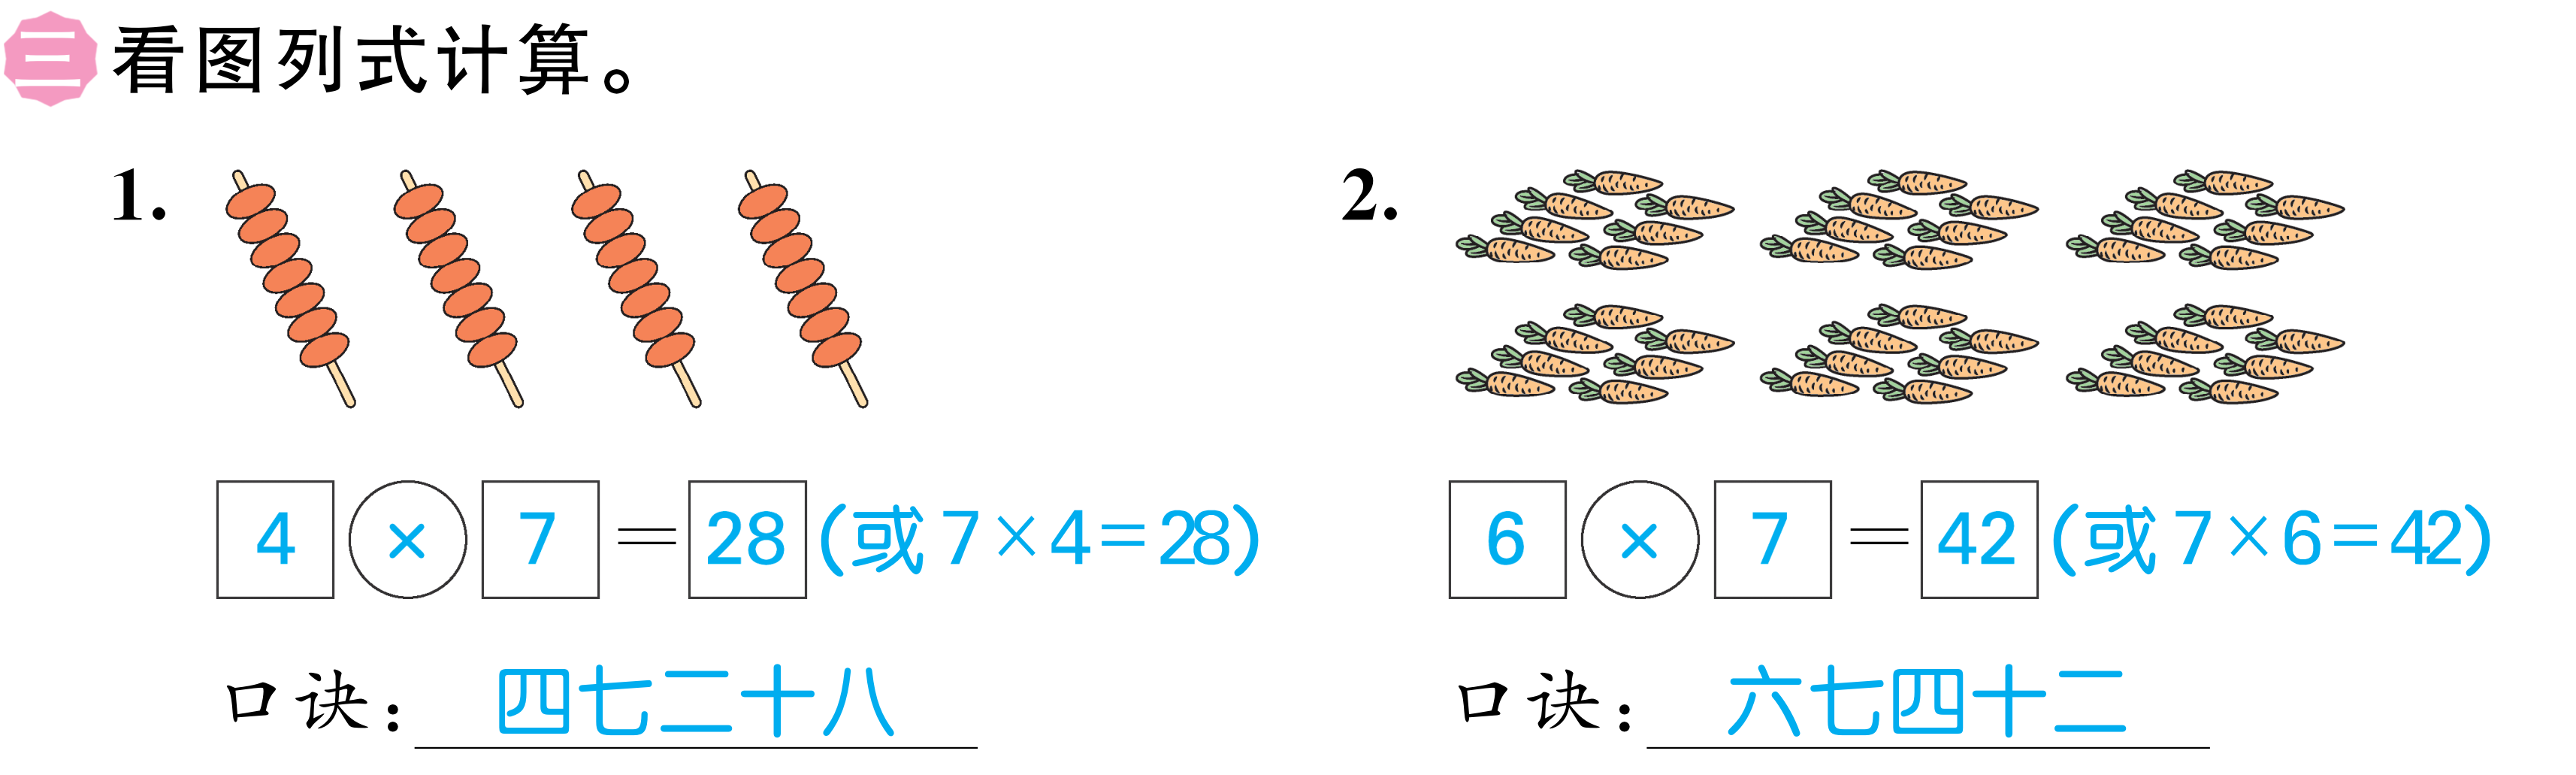 三 看图列式计算。
1.
2.
4 × 7 = 28 (或 7×4=28)
6 × 7 = 42 (或 7×6=42)
口诀：四七二十八
口诀：六七四十二